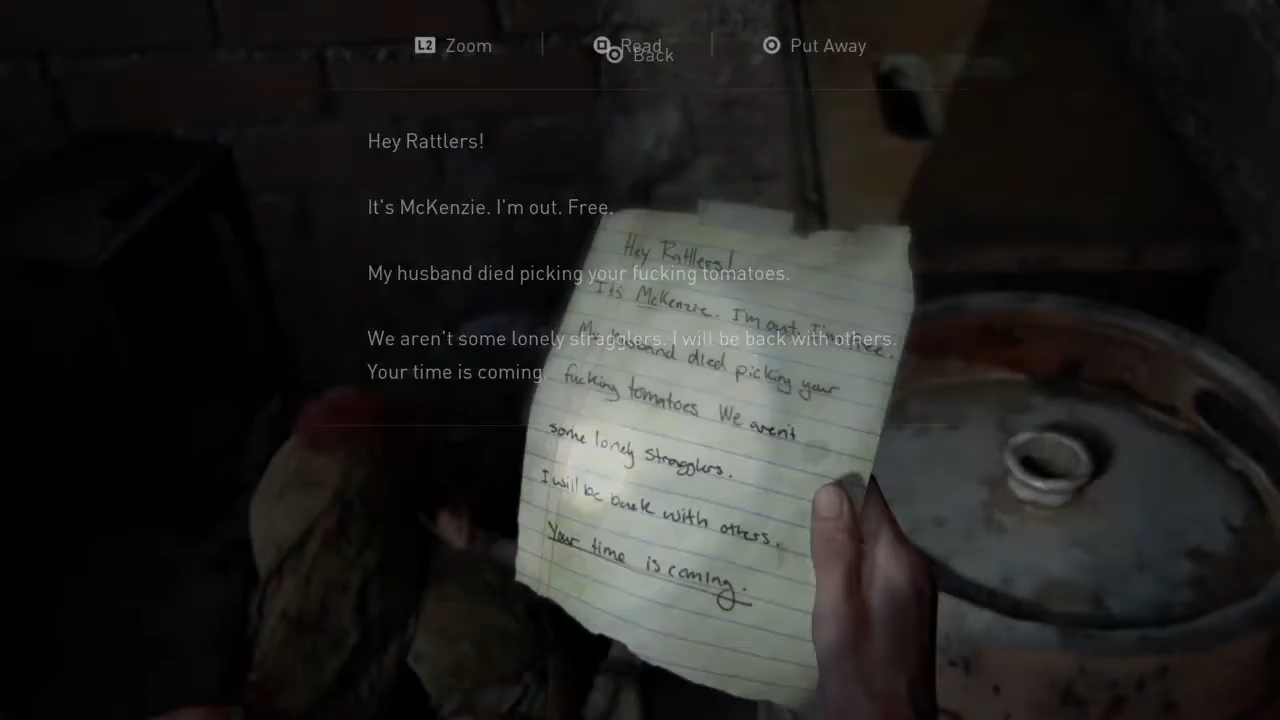 L2 Zoom
Read
Back
Put Away
Hey Rattlers!
It's McKenzie. I'm out. Free.
My husband died picking your fucking tomatoes.
We aren't some lonely stragglers. I will be back with others.
Your time is coming.
Hey Rattlers!
It's McKenzie. I'm out. I'm free.
My husband died picking your
fucking tomatoes We aren't
some lonely stragglers.
I will be back with others.
Your time is coming.